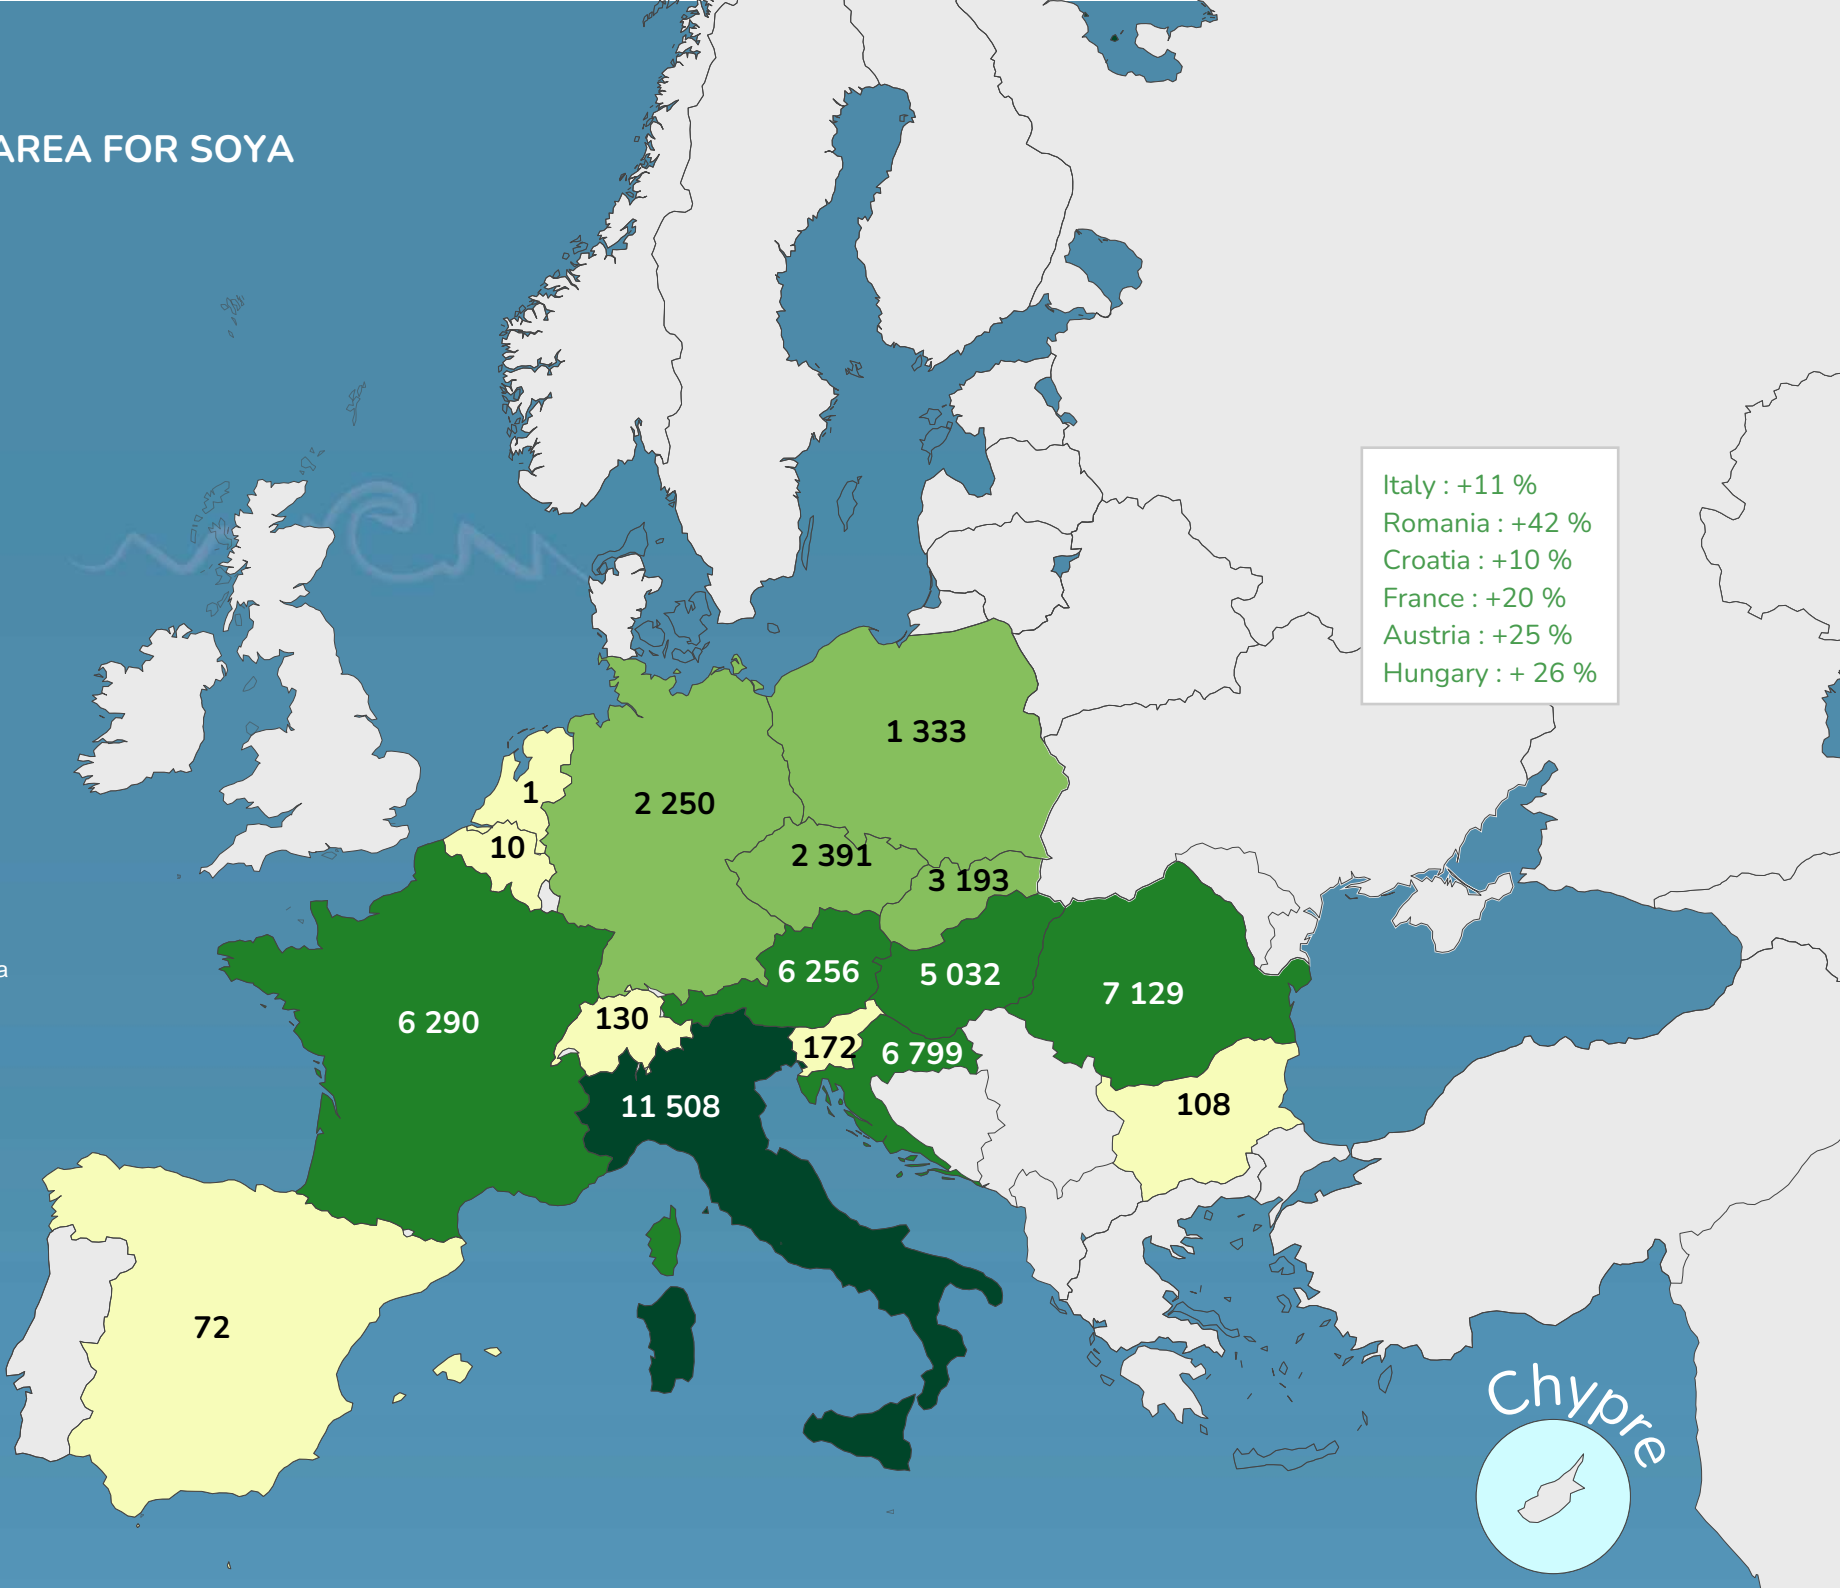 AREA FOR SOYA
Italy : +11 %
Romania : +42 %
Croatia : +10 %
France : +20 %
Austria : +25 %
Hungary : + 26 %
1 333
1
2 250
10
2 391
3 193
a
6 256
5 032
7 129
6 290
130
172
6 799
11 508
108
72
Chypre